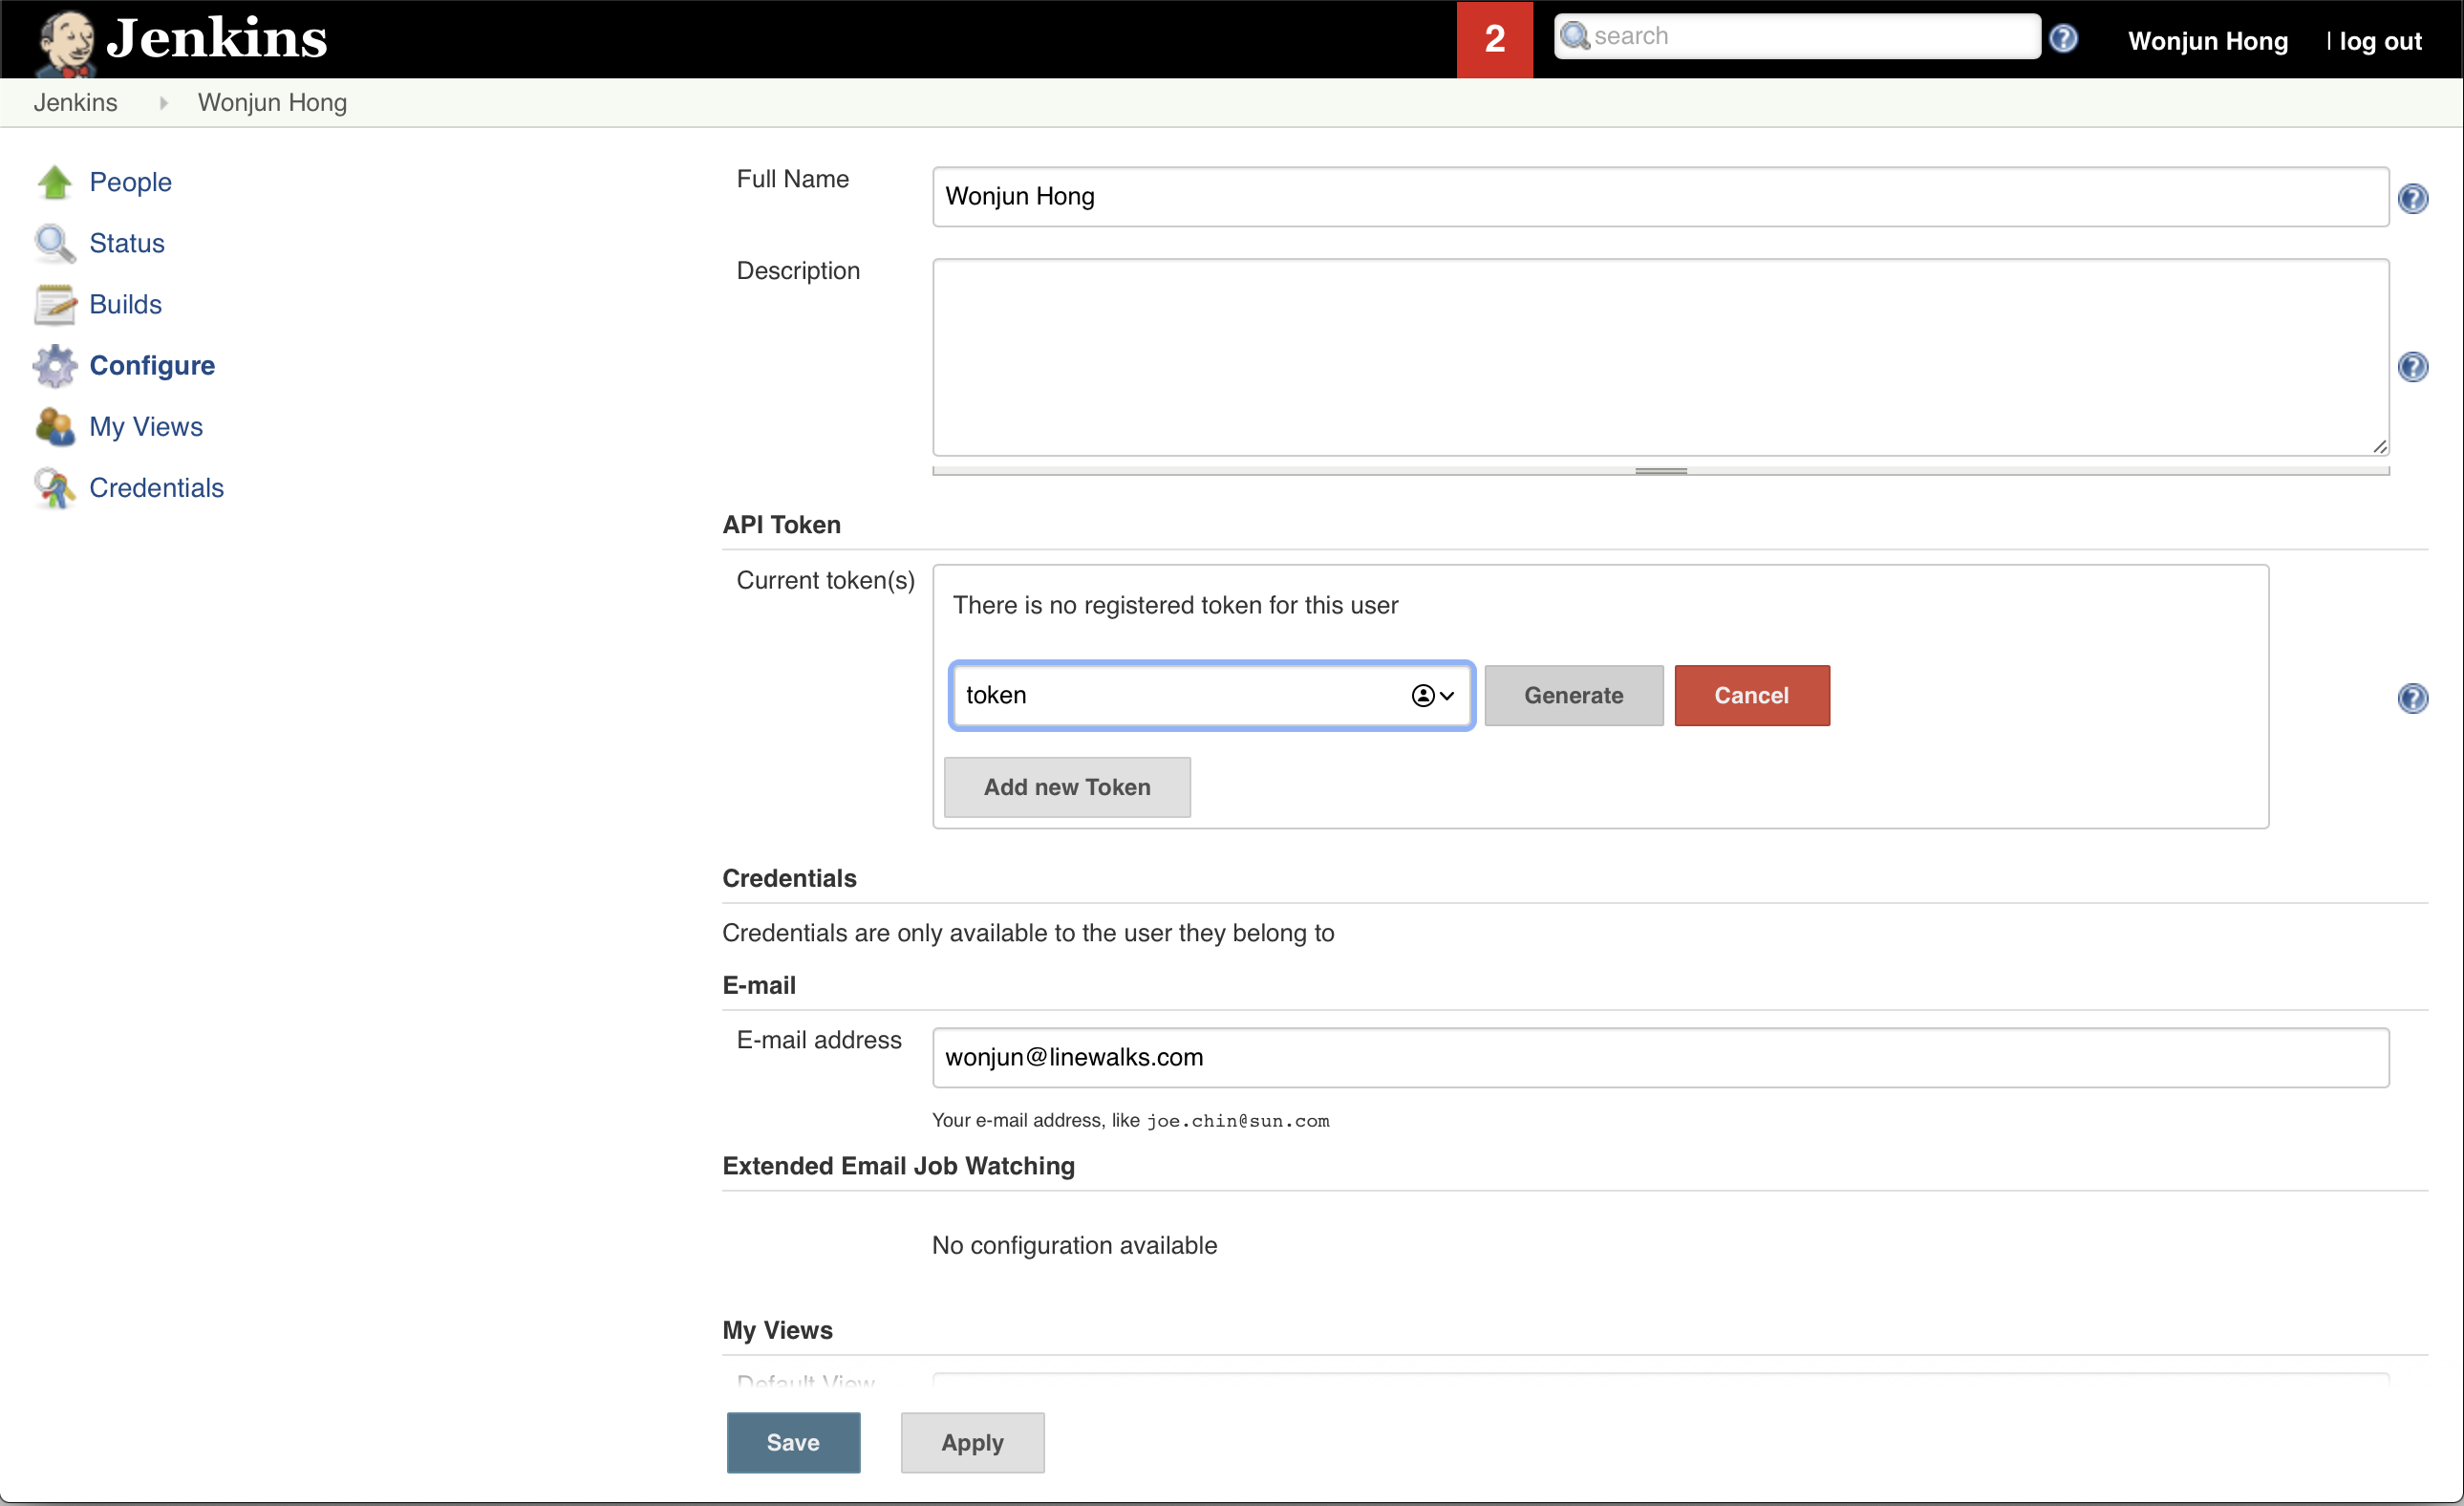 Jenkins
2
search
Wonjun Hong
| log out
Jenkins
Wonjun Hong
People
Status
Builds
Configure
My Views
Credentials
Full Name
Wonjun Hong
Description
API Token
Current token(s)
There is no registered token for this user
token
Generate
Cancel
Add new Token
Credentials
Credentials are only available to the user they belong to
E-mail
E-mail address
wonjun@linewalks.com
Your e-mail address, like joe.chin@sun.com
Extended Email Job Watching
No configuration available
My Views
Default View
Save
Apply